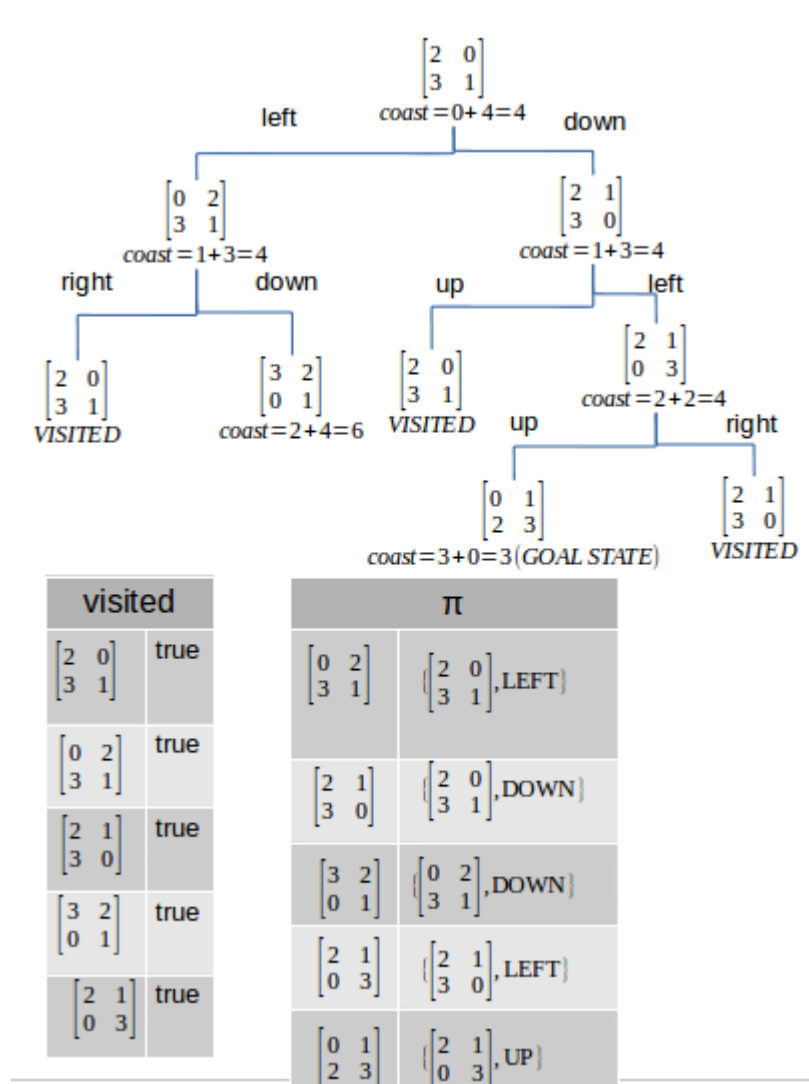 [2 0]
[3 1]
coast=0+4=4
left
down
[0 2]
[3 1]
coast=1+3=4
[2 1]
[3 0]
coast=1+3=4
right
down
up
left
[2 0]
[3 1]
VISITED
[3 2]
[0 1]
coast=2+4=6
[2 0]
[3 1]
VISITED
[2 1]
[0 3]
coast=2+2=4
up
right
[0 1]
[2 3]
coast=3+0=3(GOAL STATE)
[2 1]
[3 0]
VISITED
visited
[2 0]
[3 1] true
[0 2]
[3 1] true
[2 1]
[3 0] true
[3 2]
[0 1] true
[2 1]
[0 3] true
π
[0 2] {[2 0]
[3 1] [3 1],LEFT}
[2 1] {[2 0]
[3 0] [3 1],DOWN}
[3 2] {[0 2]
[0 1] [3 1],DOWN}
[2 1] {[2 1]
[0 3] [3 0],LEFT}
[0 1] {[2 1]
[2 3] [0 3],UP}